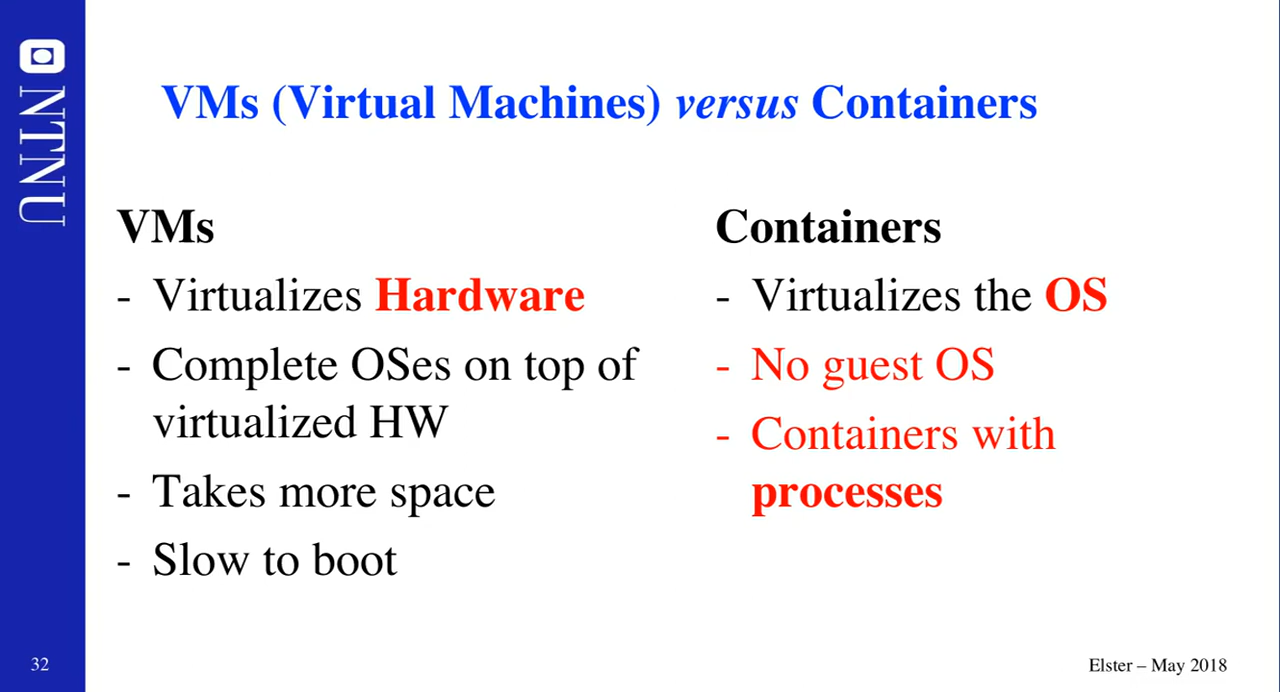 NTNU
VMs (Virtual Machines) versus Containers
VMs
- Virtualizes Hardware
- Complete OSes on top of
virtualized HW
- Takes more space
- Slow to boot
Containers
- Virtualizes the OS
- No guest OS
- Containers with
processes
32
Elster – May 2018